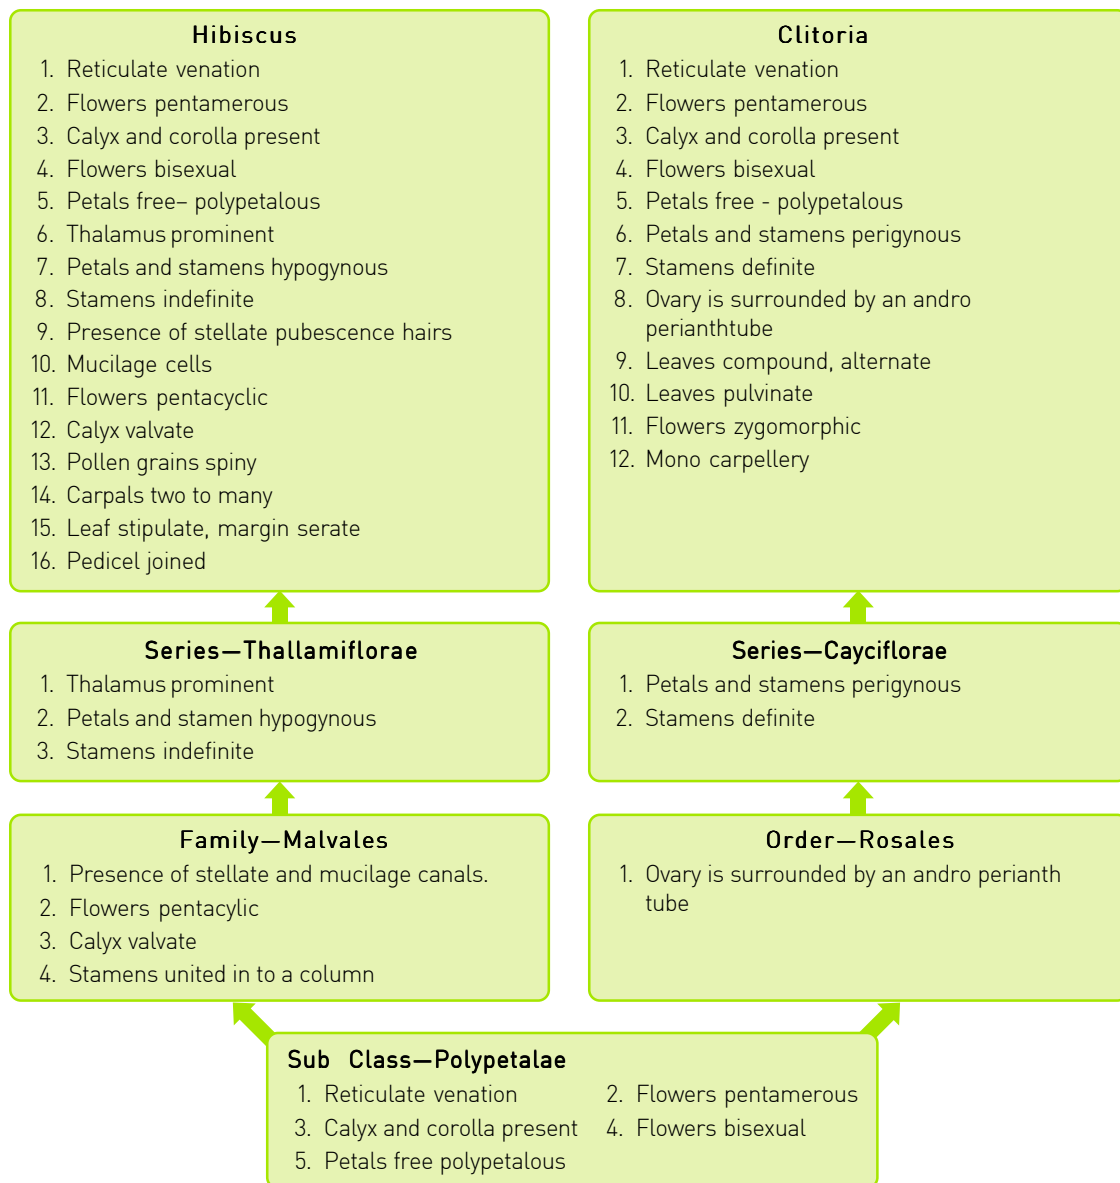 Hibiscus
1. Reticulate venation
2. Flowers pentamerous
3. Calyx and corolla present
4. Flowers bisexual
5. Petals free– polypetalous
6. Thalamus prominent
7. Petals and stamens hypogynous
8. Stamens indefinite
9. Presence of stellate pubescence hairs
10. Mucilage cells
11. Flowers pentacyclic
12. Calyx valvate
13. Pollen grains spiny
14. Carpals two to many
15. Leaf stipulate, margin serate
16. Pedicel joined
Clitoria
1. Reticulate venation
2. Flowers pentamerous
3. Calyx and corolla present
4. Flowers bisexual
5. Petals free - polypetalous
6. Petals and stamens perigynous
7. Stamens definite
8. Ovary is surrounded by an andro
perianthtube
9. Leaves compound, alternate
10. Leaves pulvinate
11. Flowers zygomorphic
12. Mono carpellery
Series—Thallamiflorae
1. Thalamus prominent
2. Petals and stamen hypogynous
3. Stamens indefinite
Series—Cayciflorae
1. Petals and stamens perigynous
2. Stamens definite
Family—Malvales
1. Presence of stellate and mucilage canals.
2. Flowers pentacylic
3. Calyx valvate
4. Stamens united in to a column
Order—Rosales
1. Ovary is surrounded by an andro perianth
tube
Sub Class—Polypetalae
1. Reticulate venation 2. Flowers pentamerous
3. Calyx and corolla present 4. Flowers bisexual
5. Petals free polypetalous